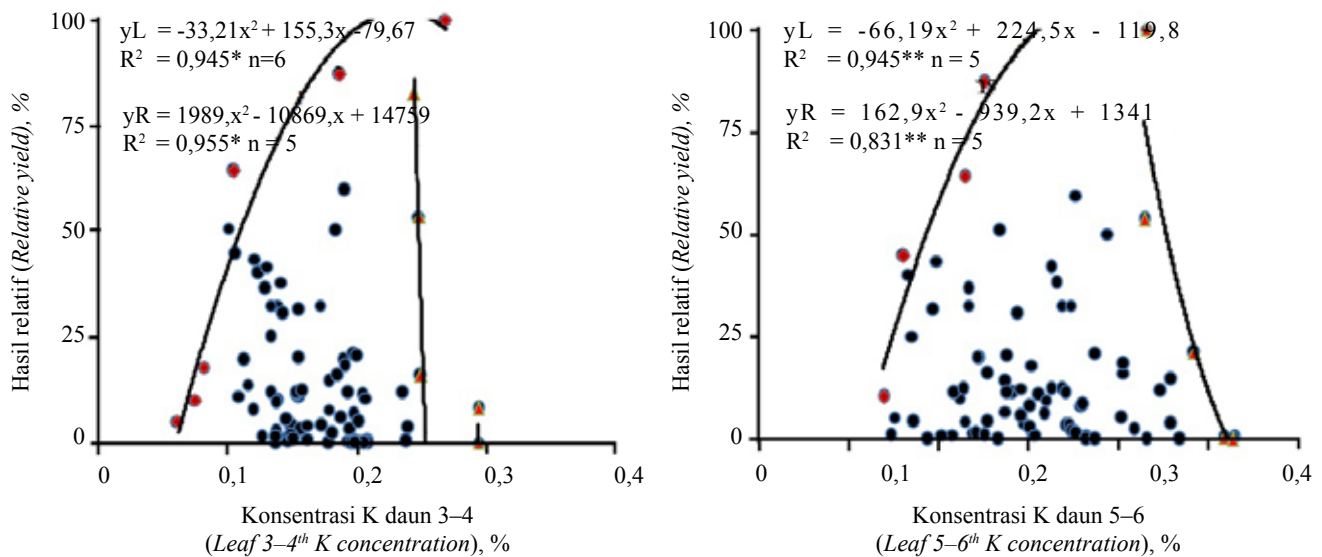 100
75
50
25
0
Hasil relatif (Relative yield), %
yL = -33,21x² + 155,3x -79,67
R² = 0,945* n=6
yR = 1989,x² - 10869,x + 14759
R² = 0,955* n = 5
0 0,1 0,2 0,3 0,4
Konsentrasi K daun 3–4
(Leaf 3–4th K concentration), %
100
75
50
25
0
Hasil relatif (Relative yield), %
yL = -66,19x² + 224,5x - 119,8
R² = 0,945** n = 5
yR = 162,9x² - 939,2x + 1341
R² = 0,831** n = 5
0 0,1 0,2 0,3 0,4
Konsentrasi K daun 5–6
(Leaf 5–6th K concentration), %